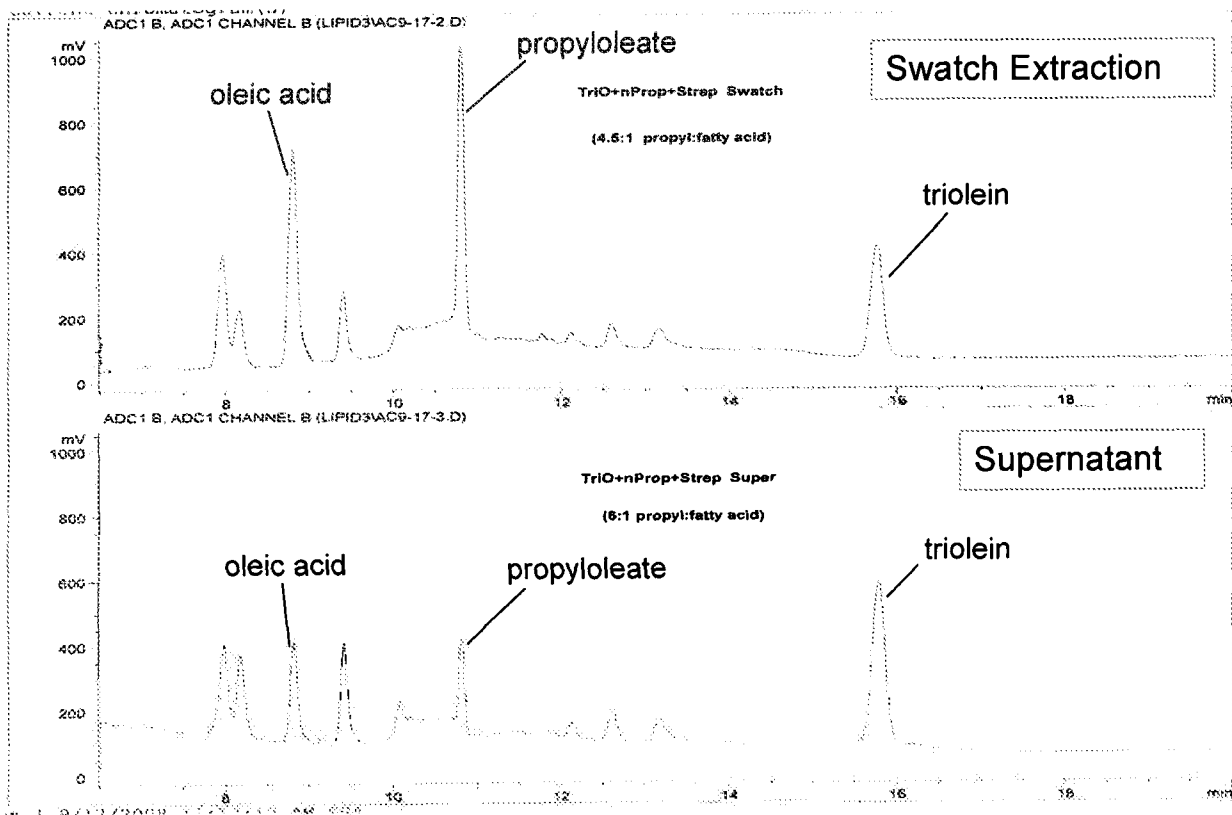 ADC1 B, ADC1 CHANNEL B (LIPID3\AC9-17-2.D)
mV
propyloleate
Swatch Extraction
1000
oleic acid
TriO+nProp+Strep Swatch
800
(4.5:1 propyl:fatty acid)
600
triolein
400
200
0
8 10 12 14 16 18 min
ADC1 B, ADC1 CHANNEL B (LIPID3\AC9-17-3.D)
mV
1000
Supernatant
TriO+nProp+Strep Super
800
(6:1 propyl:fatty acid)
oleic acid
propyloleate
triolein
600
400
200
0
8 10 12 14 16 18 min